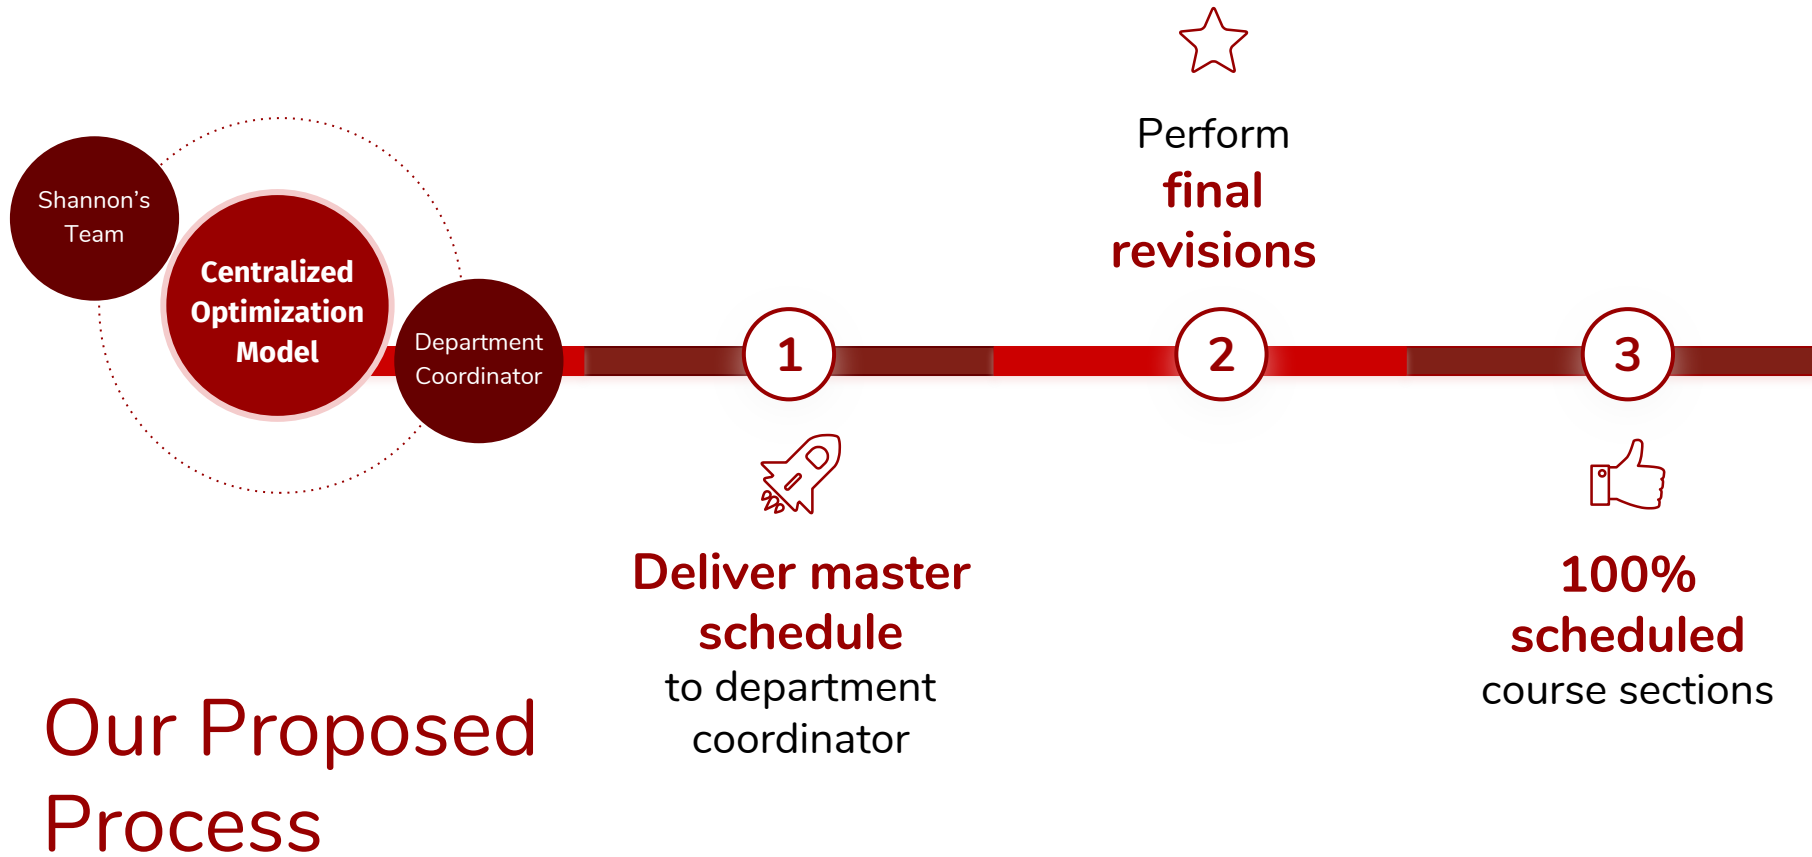 Shannon’s
Team
Centralized
Optimization
Model
Department
Coordinator
1
Deliver master
schedule
to department
coordinator
Perform
final
revisions
2
3
100%
scheduled
course sections
Our Proposed
Process